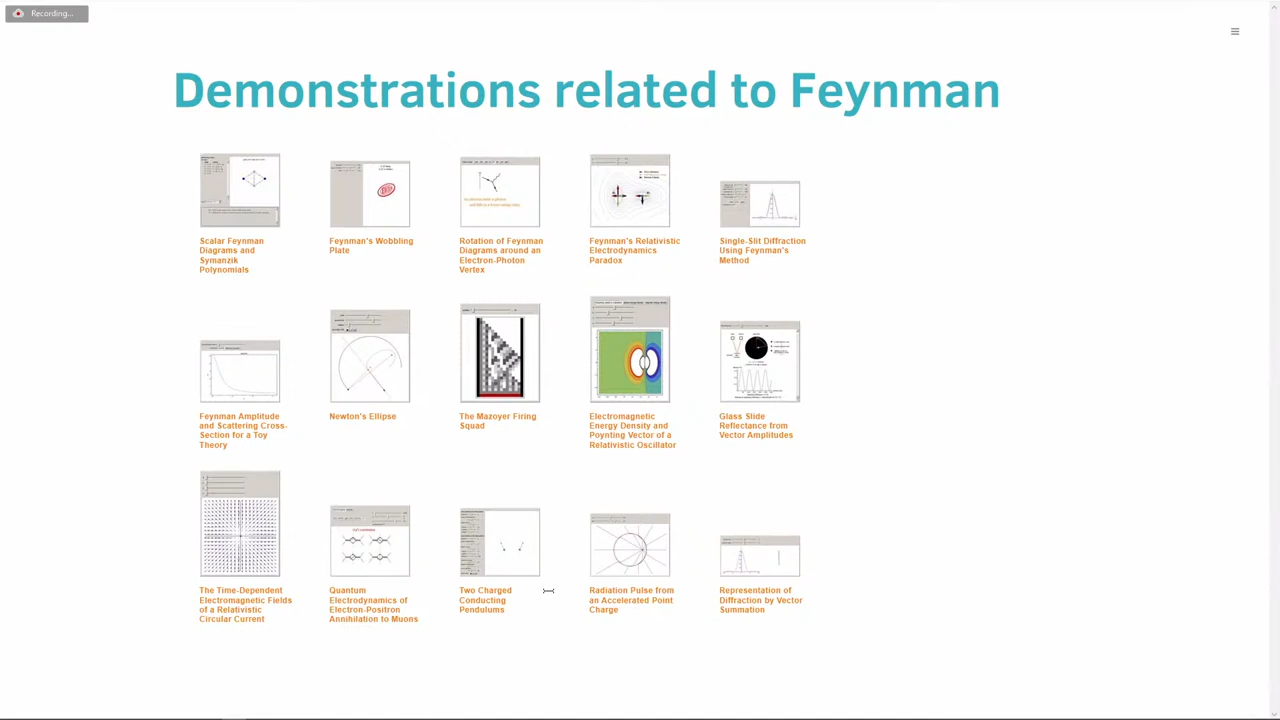 Recording...
Demonstrations related to Feynman
Scalar Feynman
Diagrams and
Symanzik
Polynomials
Feynman's Wobbling
Plate
Rotation of Feynman
Diagrams around an
Electron-Photon
Vertex
Feynman's Relativistic
Electrodynamics
Paradox
Single-Slit Diffraction
Using Feynman's
Method
Feynman Amplitude
and Scattering Cross-
Section for a Toy
Theory
Newton's Ellipse
The Mazoyer Firing
Squad
Electromagnetic
Energy Density and
Poynting Vector of a
Relativistic Oscillator
Glass Slide
Reflectance from
Vector Amplitudes
The Time-Dependent
Electromagnetic Fields
of a Relativistic
Circular Current
Quantum
Electrodynamics of
Electron-Positron
Annihilation to Muons
Two Charged
Conducting
Pendulums
Radiation Pulse from
an Accelerated Point
Charge
Representation of
Diffraction by Vector
Summation